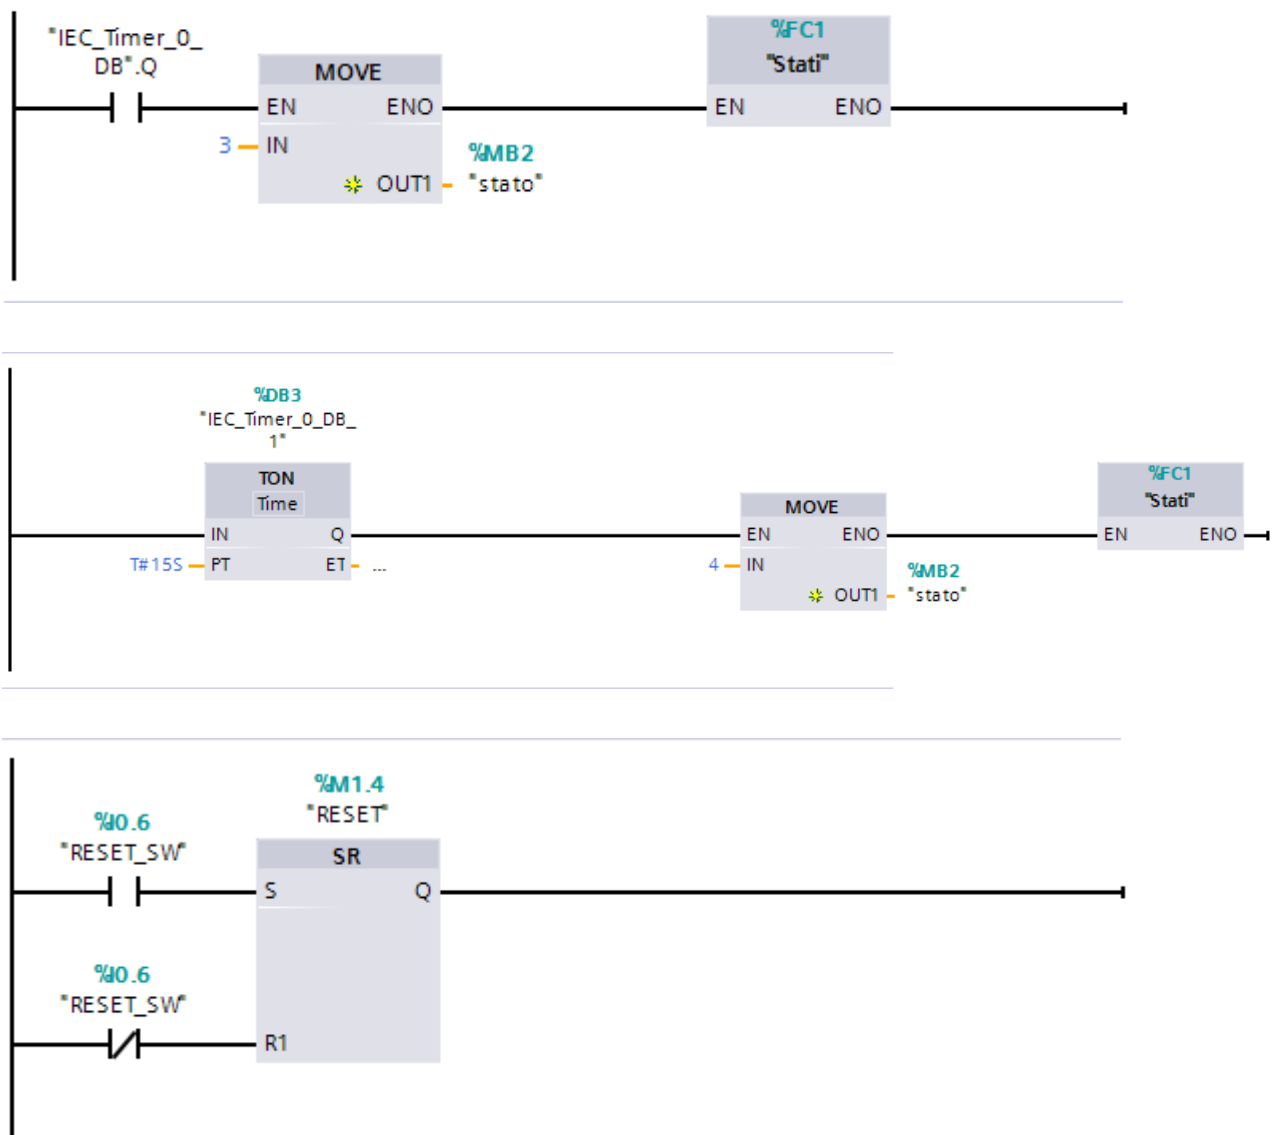 "IEC_Timer_0_
DB".Q
MOVE
EN ENO
3 IN
OUT1
%MB2
"stato"
%FC1
"Stati"
EN ENO
%DB3
"IEC_Timer_0_DB_
1"
TON
Time
IN Q
T#15S PT ET ...
MOVE
EN ENO
4 IN
OUT1
%MB2
"stato"
%FC1
"Stati"
EN ENO
%M1.4
"RESET"
%I0.6
"RESET_SW"
SR
S Q
%I0.6
"RESET_SW"
R1